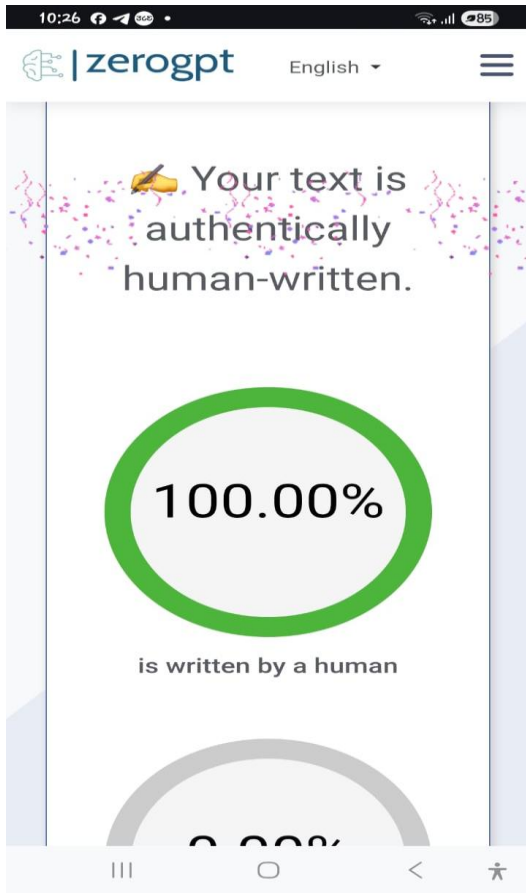 10:26
85
zerogpt
English
Your text is
authentically
human-written.
100.00%
is written by a human